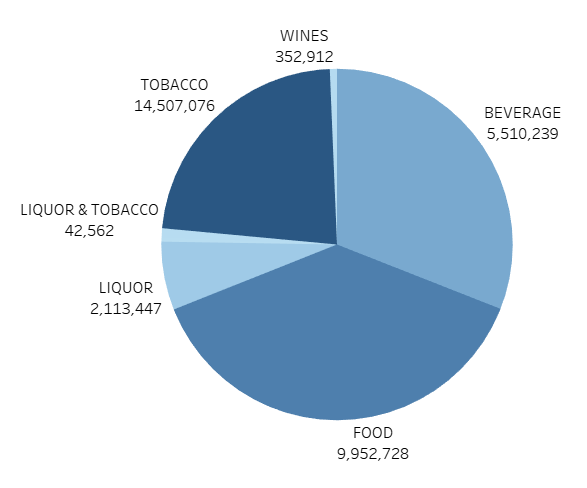 WINES
352,912
TOBACCO
14,507,076
BEVERAGE
5,510,239
LIQUOR & TOBACCO
42,562
LIQUOR
2,113,447
FOOD
9,952,728